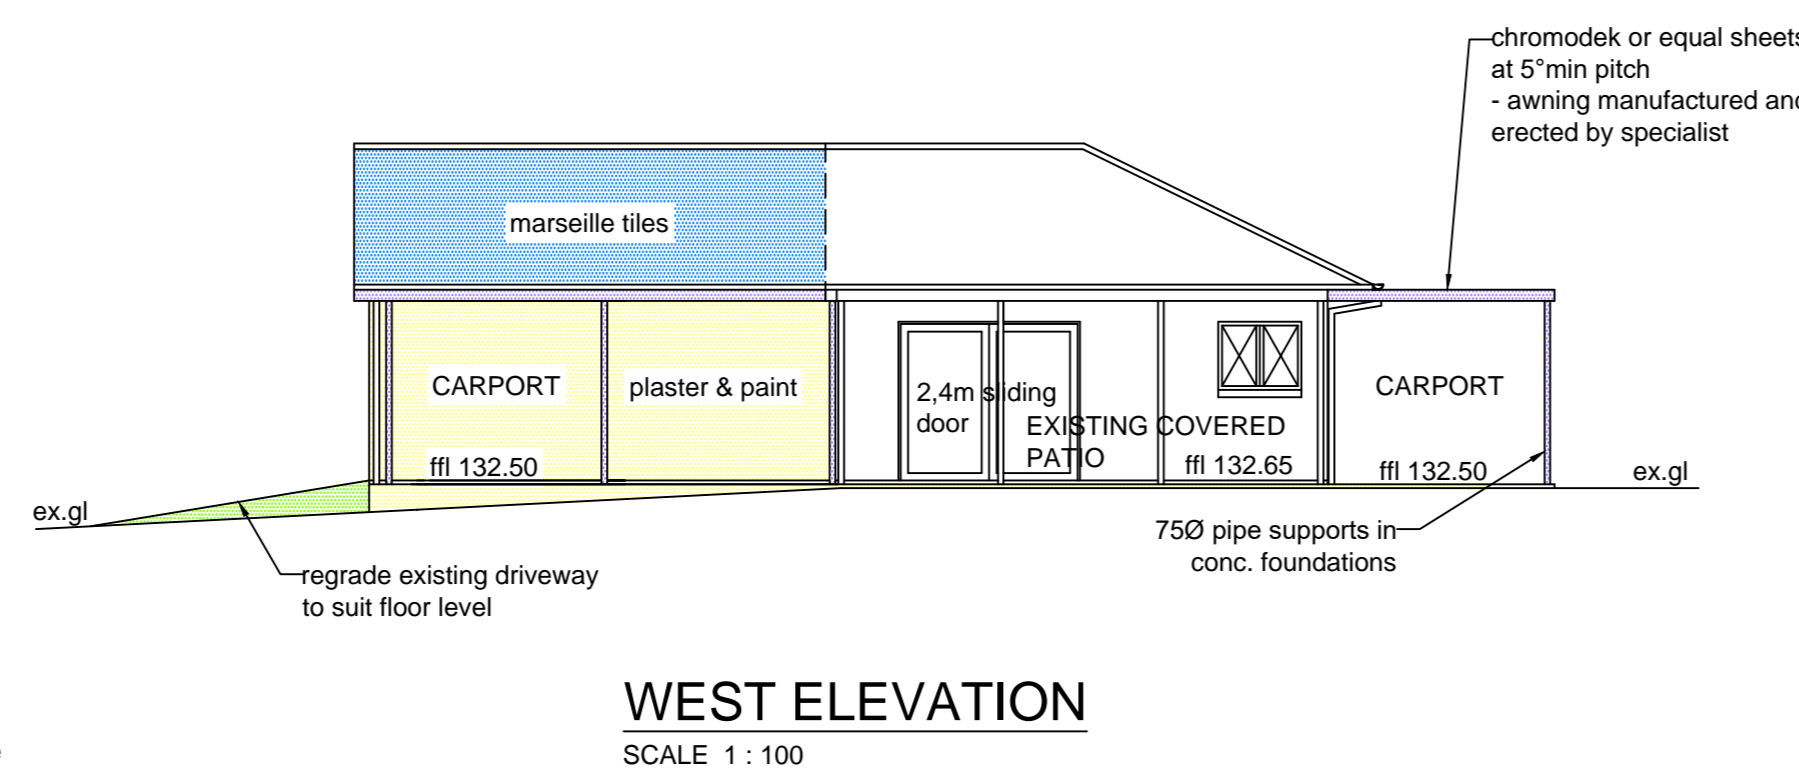 chromodek or equal sheets
at 5°min pitch
- awning manufactured and
erected by specialist
marseille tiles
CARPORT
plaster & paint
2,4m sliding
door
EXISTING COVERED
PATIO
CARPORT
ffl 132.50
ffl 132.65
ffl 132.50
ex.gl
ex.gl
75Ø pipe supports in
conc. foundations
regrade existing driveway
to suit floor level
WEST ELEVATION
SCALE 1 : 100